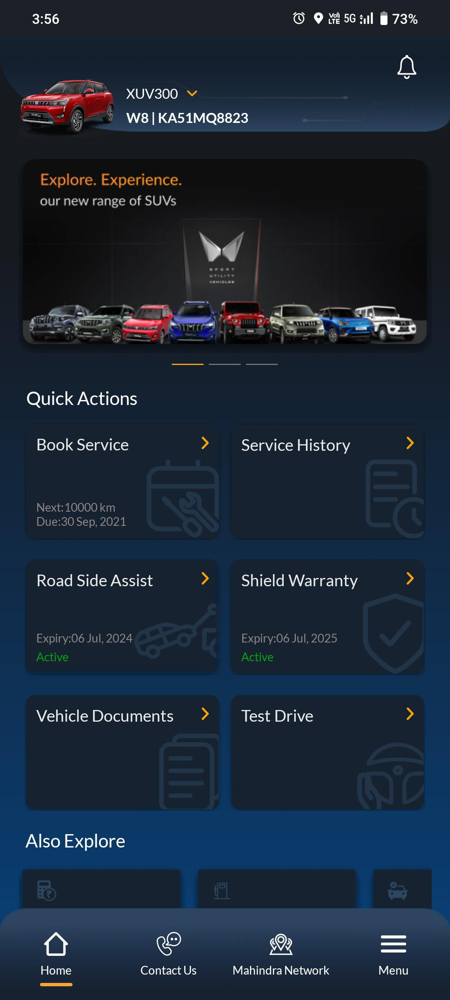 3:56
VoLTE 5G 73%
XUV300
W8 | KA51MQ8823
Explore. Experience.
our new range of SUVs
SPORT
UTILITY
VEHICLES
Quick Actions
Book Service
Next:10000 km
Due:30 Sep, 2021
Service History
Road Side Assist
Expiry:06 Jul, 2024
Active
Shield Warranty
Expiry:06 Jul, 2025
Active
Vehicle Documents
Test Drive
Also Explore
Home
Contact Us
Mahindra Network
Menu